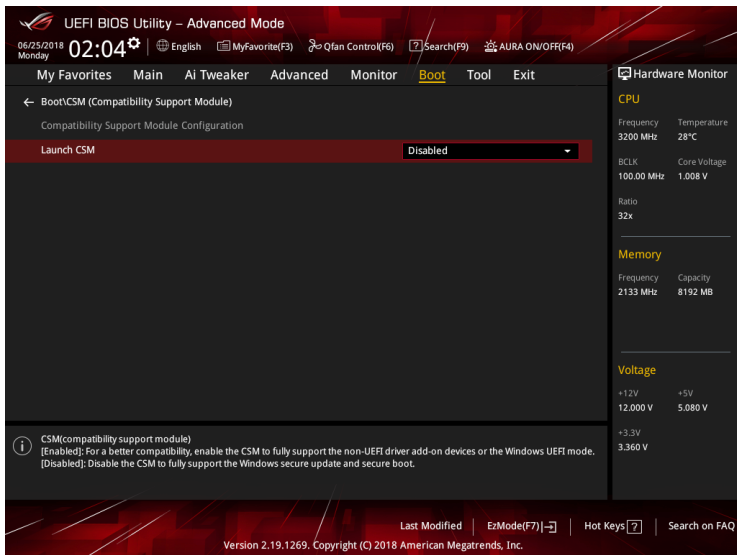 UEFI BIOS Utility – Advanced Mode
06/25/2018 Monday 02:04 English MyFavorite(F3) Qfan Control(F6) ? Search(F9) AURA ON/OFF(F4)
My Favorites Main Ai Tweaker Advanced Monitor Boot Tool Exit
← Boot\CSM (Compatibility Support Module)
Compatibility Support Module Configuration
Launch CSM Disabled
Hardware Monitor
CPU
Frequency Temperature
3200 MHz 28°C
BCLK Core Voltage
100.00 MHz 1.008 V
Ratio
32x
Memory
Frequency Capacity
2133 MHz 8192 MB
Voltage
+12V +5V
12.000 V 5.080 V
+3.3V
3.360 V
CSM(compatibility support module)
[Enabled]: For a better compatibility, enable the CSM to fully support the non-UEFI driver add-on devices or the Windows UEFI mode.
[Disabled]: Disable the CSM to fully support the Windows secure update and secure boot.
Last Modified EzMode(F7) Hot Keys ? Search on FAQ
Version 2.19.1269. Copyright (C) 2018 American Megatrends, Inc.